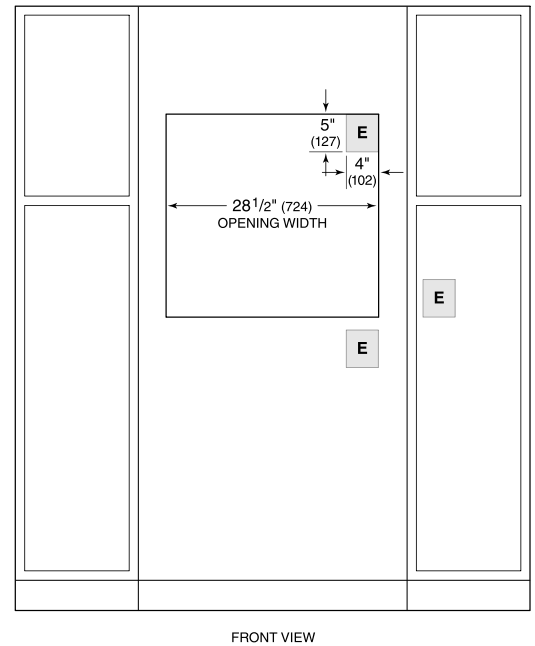 E
5"
(127)
4"
(102)
28 1/2" (724)
OPENING WIDTH
E
E
FRONT VIEW